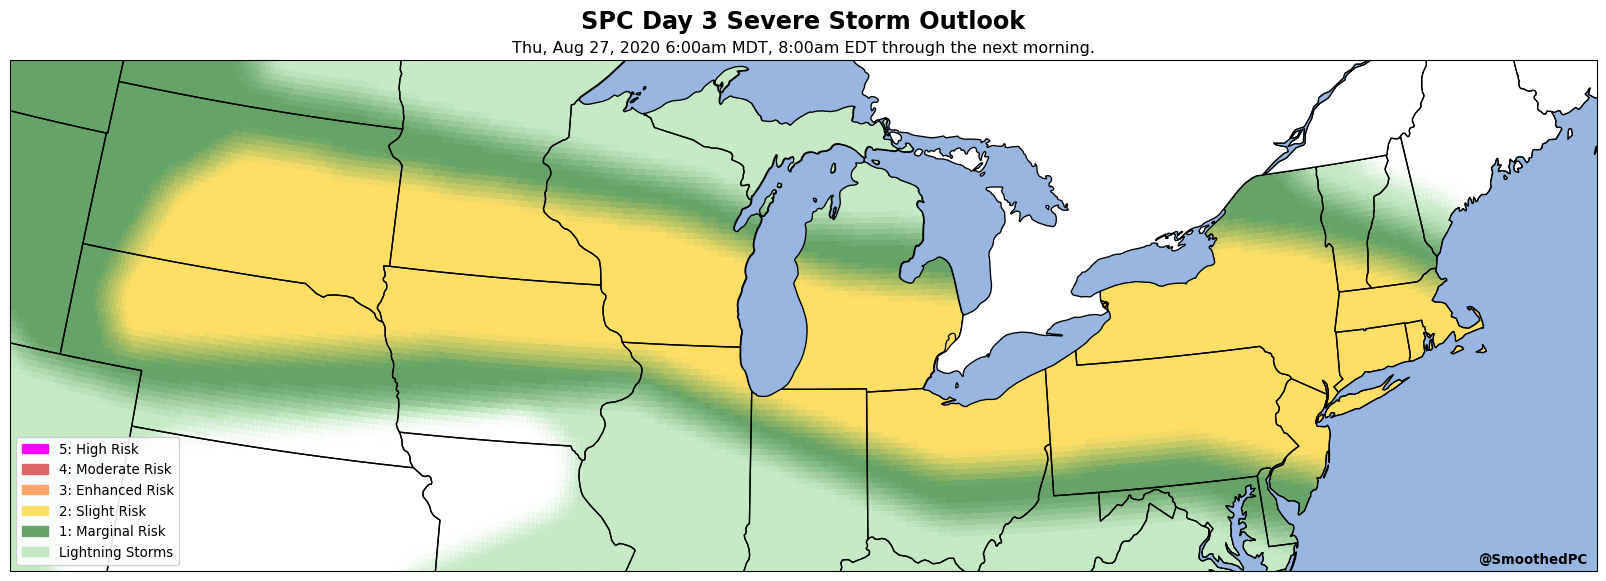 SPC Day 3 Severe Storm Outlook
Thu, Aug 27, 2020 6:00am MDT, 8:00am EDT through the next morning.
5: High Risk
4: Moderate Risk
3: Enhanced Risk
2: Slight Risk
1: Marginal Risk
Lightning Storms
@SmoothedPC